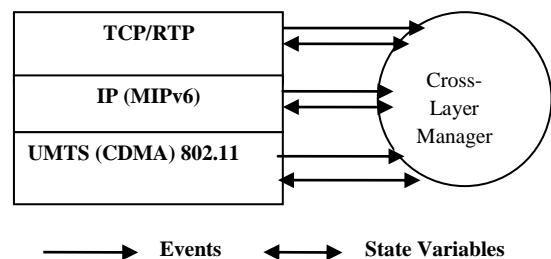 TCP/RTP
IP (MIPv6)
UMTS (CDMA) 802.11
Cross-
Layer
Manager
Events
State Variables